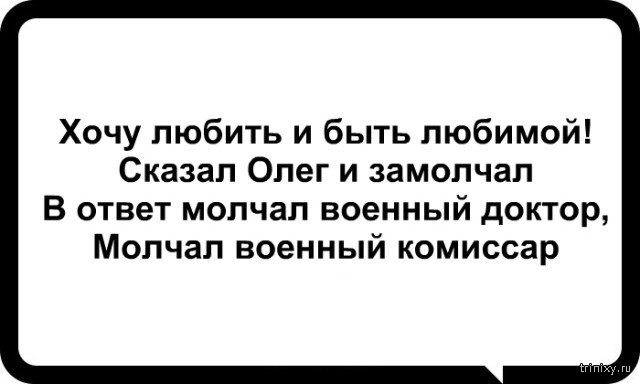 Хочу любить и быть любимой!
Сказал Олег и замолчал
В ответ молчал военный доктор,
Молчал военный комиссар
trinixy.ru